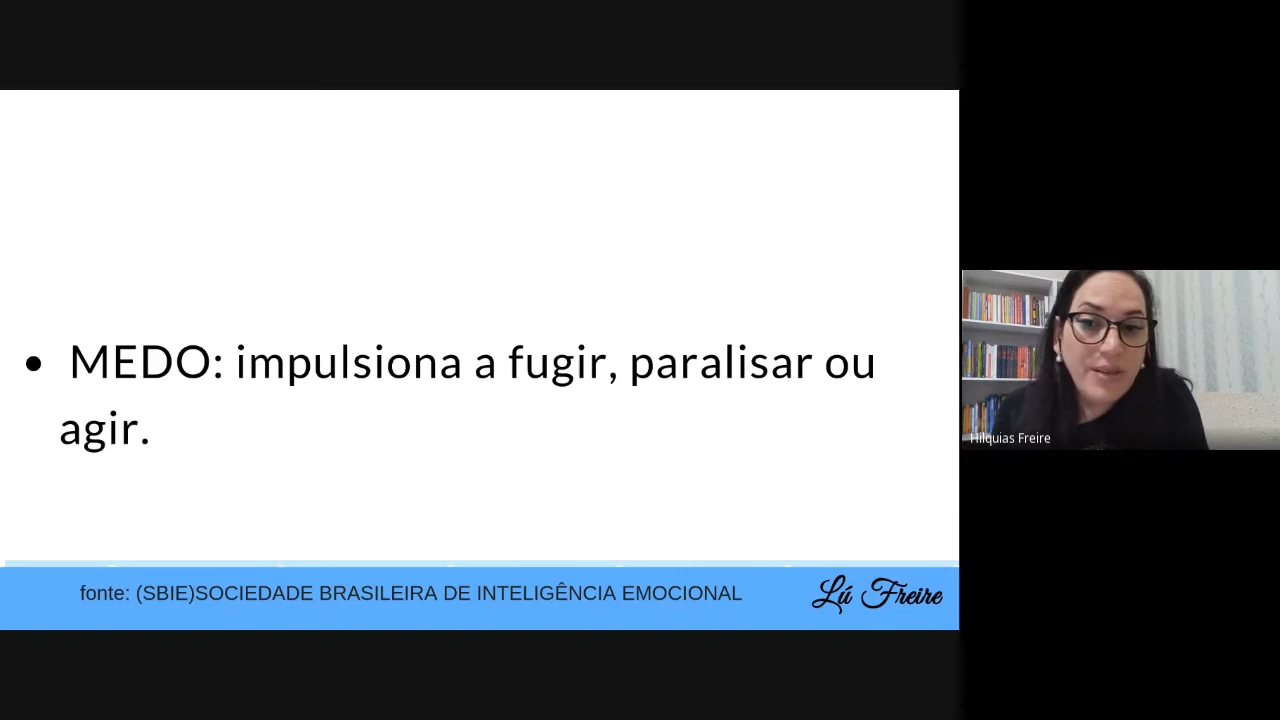 • MEDO: impulsiona a fugir, paralisar ou
agir.
fonte: (SBIE)SOCIEDADE BRASILEIRA DE INTELIGÊNCIA EMOCIONAL
Lú Freire
Hilquias Freire